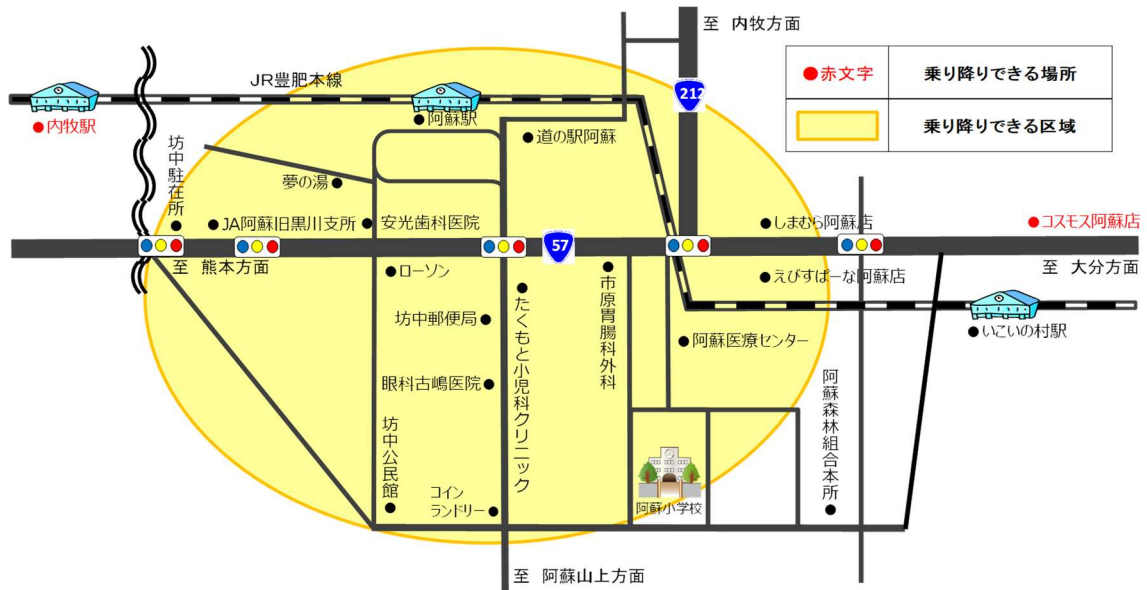 至 内牧方面
JR豊肥本線
212
●赤文字
乗り降りできる場所
乗り降りできる区域
●内牧駅
●阿蘇駅
●道の駅阿蘇
坊中駐在所
夢の湯●
●JA阿蘇旧黒川支所
安光歯科医院
●しまむら阿蘇店
●コスモス阿蘇店
57
至 熊本方面
至 大分方面
●ローソン
●えびすぱーな阿蘇店
坊中郵便局●
たくもと小児科クリニック
市原胃腸科外科
●いこいの村駅
●阿蘇医療センター
眼科古嶋医院●
坊中公民館
阿蘇森林組合本所
コイン
ランドリー●
阿蘇小学校
至 阿蘇山上方面